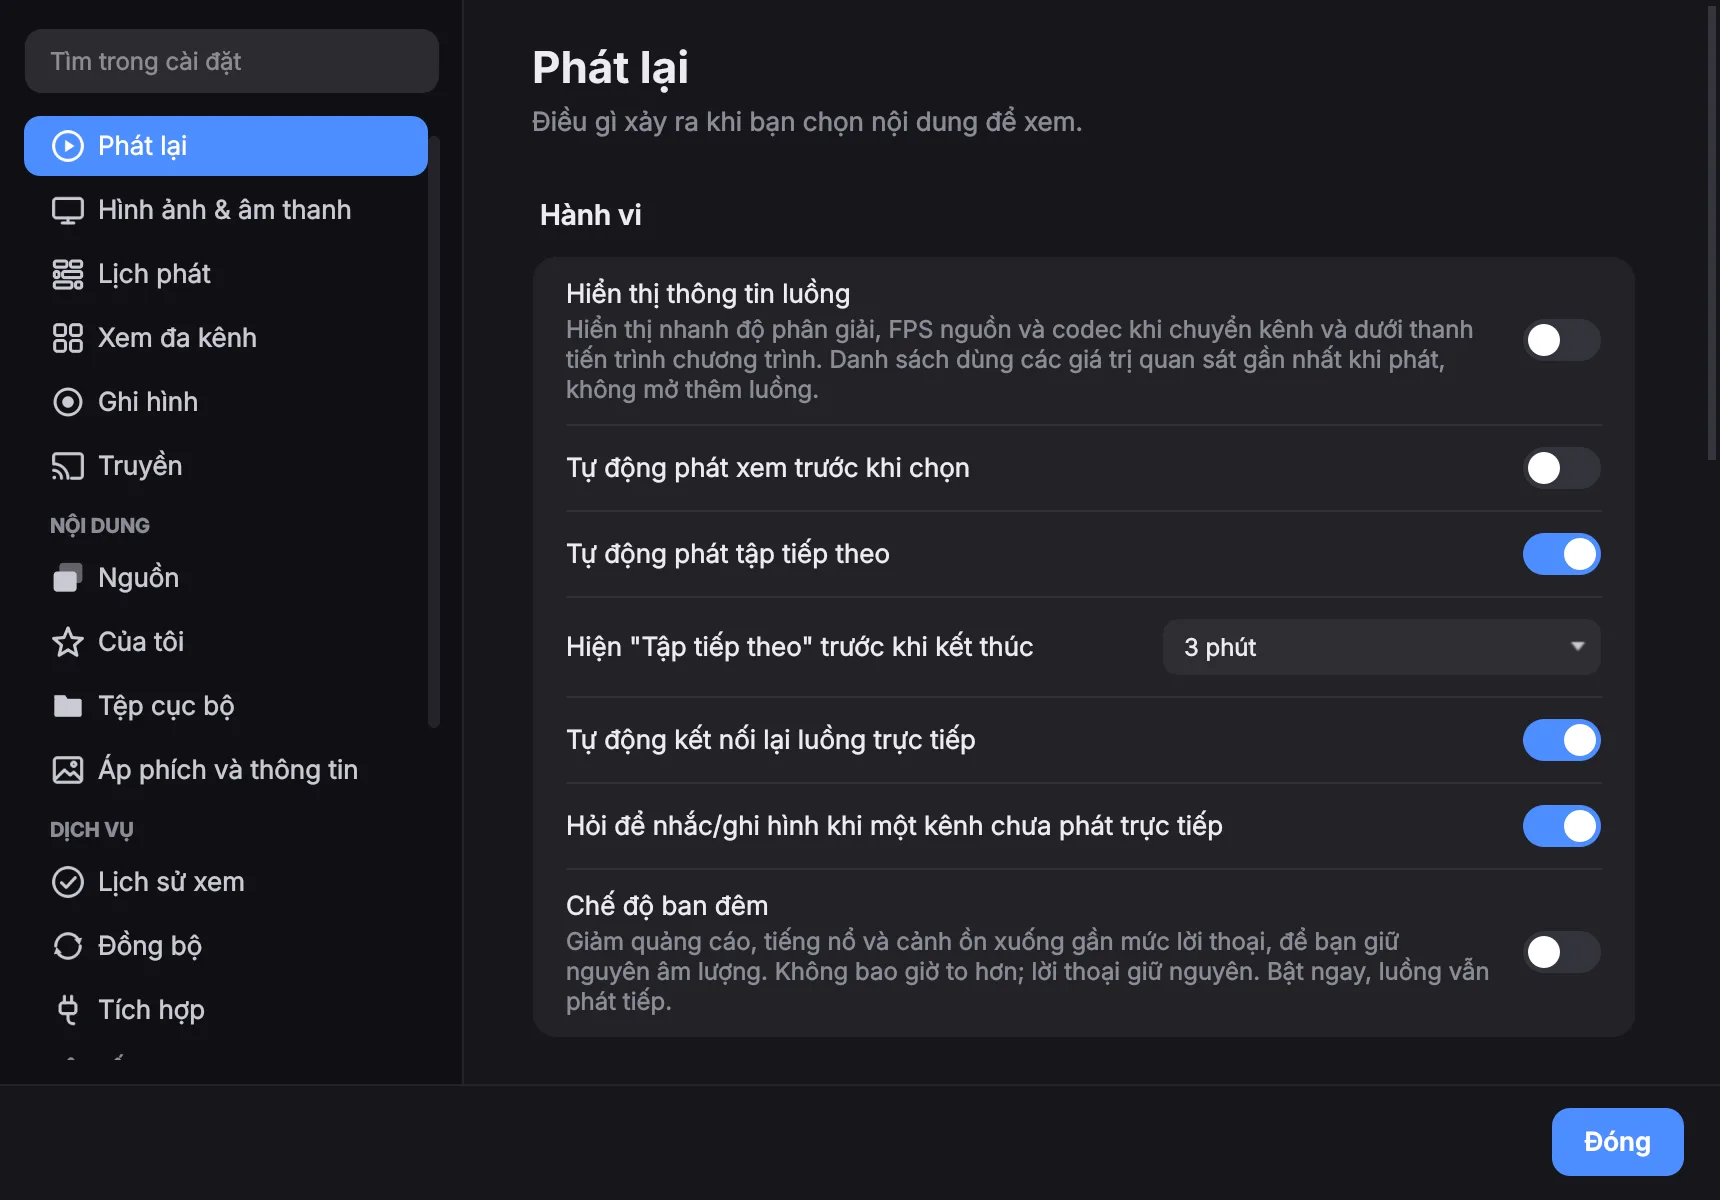 Tìm trong cài đặt
Phát lại
Hình ảnh & âm thanh
Lịch phát
Xem đa kênh
Ghi hình
Truyền
NỘI DUNG
Nguồn
Của tôi
Tệp cục bộ
Áp phích và thông tin
DỊCH VỤ
Lịch sử xem
Đồng bộ
Tích hợp
Phát lại
Điều gì xảy ra khi bạn chọn nội dung để xem.
Hành vi
Hiển thị thông tin luồng
Hiển thị nhanh độ phân giải, FPS nguồn và codec khi chuyển kênh và dưới thanh
tiến trình chương trình. Danh sách dùng các giá trị quan sát gần nhất khi phát,
không mở thêm luồng.
Tự động phát xem trước khi chọn
Tự động phát tập tiếp theo
Hiện "Tập tiếp theo" trước khi kết thúc
3 phút
Tự động kết nối lại luồng trực tiếp
Hỏi để nhắc/ghi hình khi một kênh chưa phát trực tiếp
Chế độ ban đêm
Giảm quảng cáo, tiếng nổ và cảnh ồn xuống gần mức lời thoại, để bạn giữ
nguyên âm lượng. Không bao giờ to hơn; lời thoại giữ nguyên. Bật ngay, luồng vẫn
phát tiếp.
Đóng